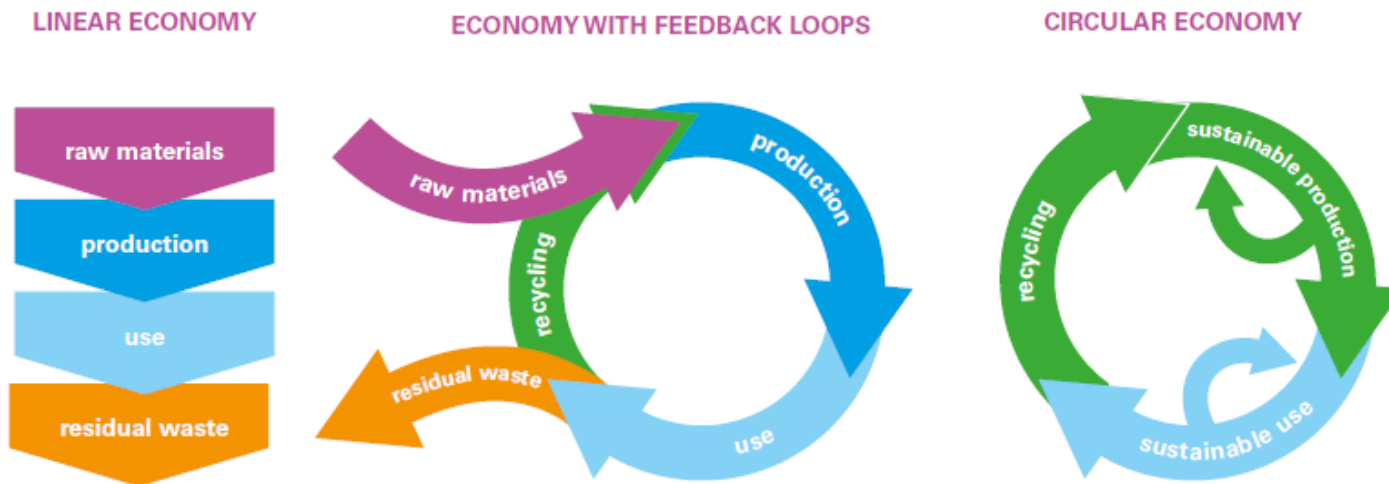 LINEAR ECONOMY
ECONOMY WITH FEEDBACK LOOPS
CIRCULAR ECONOMY
raw materials
production
use
residual waste
raw materials
production
recycling
residual waste
use
sustainable production
recycling
sustainable use